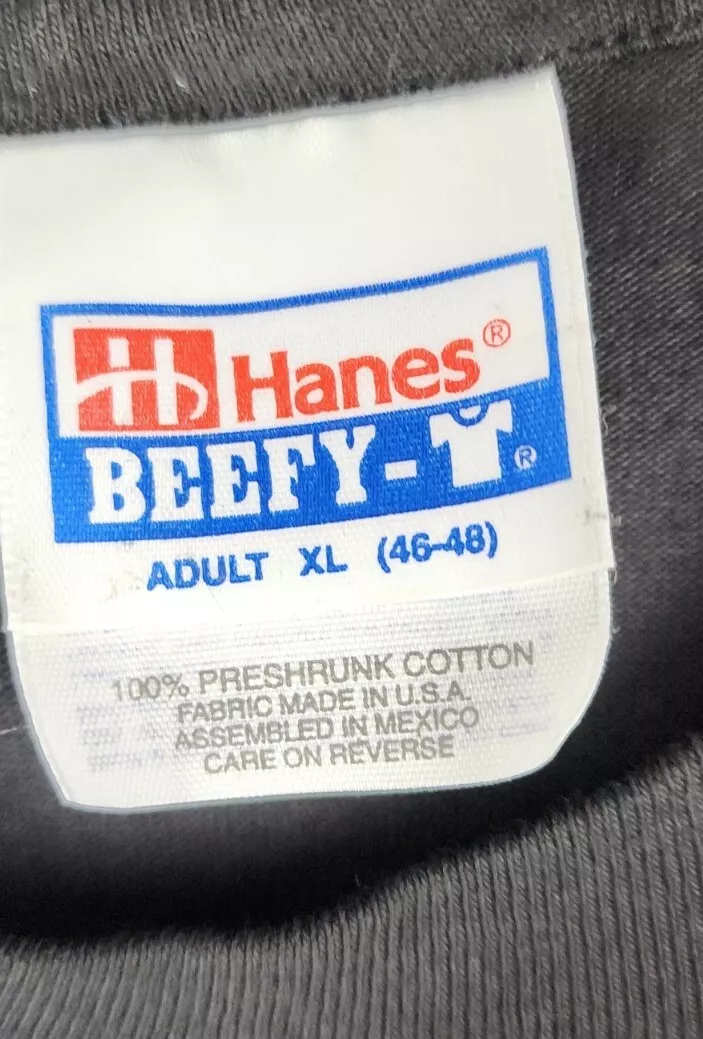 H Hanes®
BEEFY-T®
ADULT XL (46-48)
100% PRESHRUNK COTTON
FABRIC MADE IN U.S.A.
ASSEMBLED IN MEXICO
CARE ON REVERSE